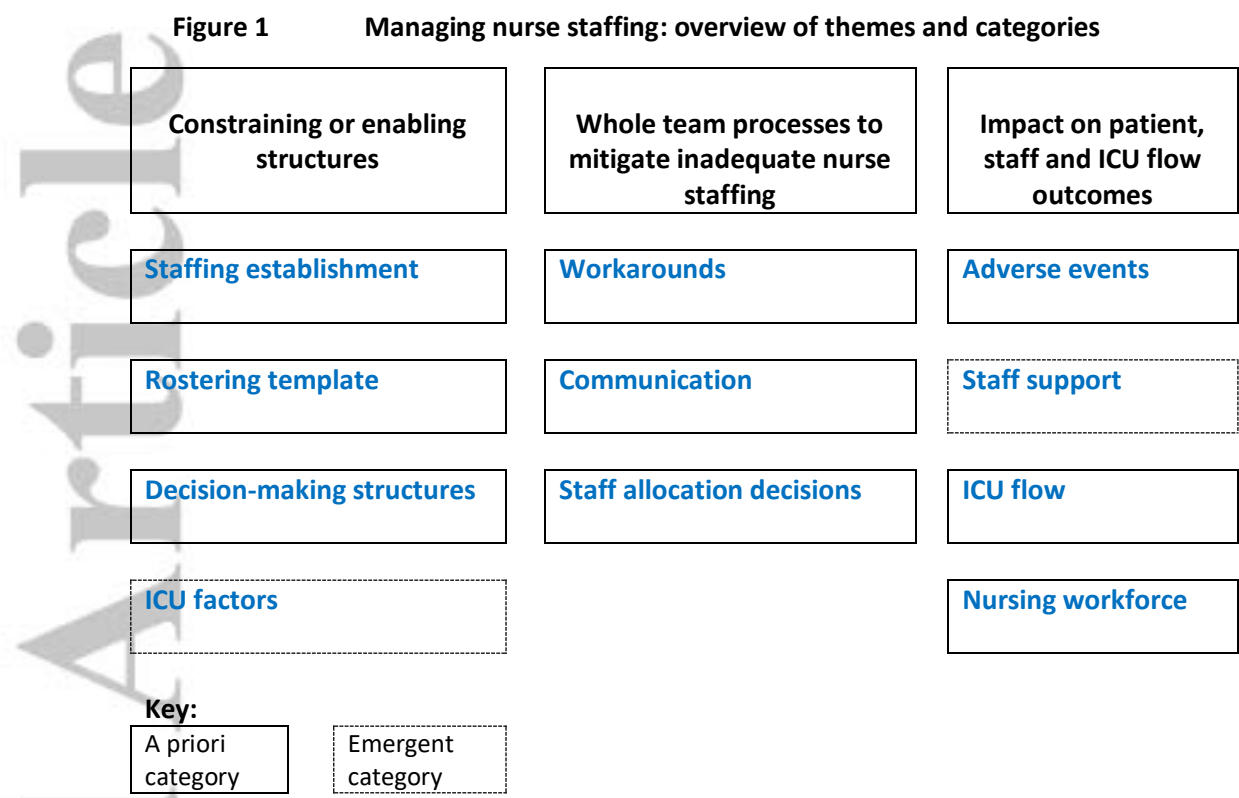 Figure 1 Managing nurse staffing: overview of themes and categories
Constraining or enabling
structures
Whole team processes to
mitigate inadequate nurse
staffing
Impact on patient,
staff and ICU flow
outcomes
Staffing establishment
Workarounds
Adverse events
Rostering template
Communication
Staff support
Decision-making structures
Staff allocation decisions
ICU flow
ICU factors
Nursing workforce
Key:
A priori
category
Emergent
category
Article